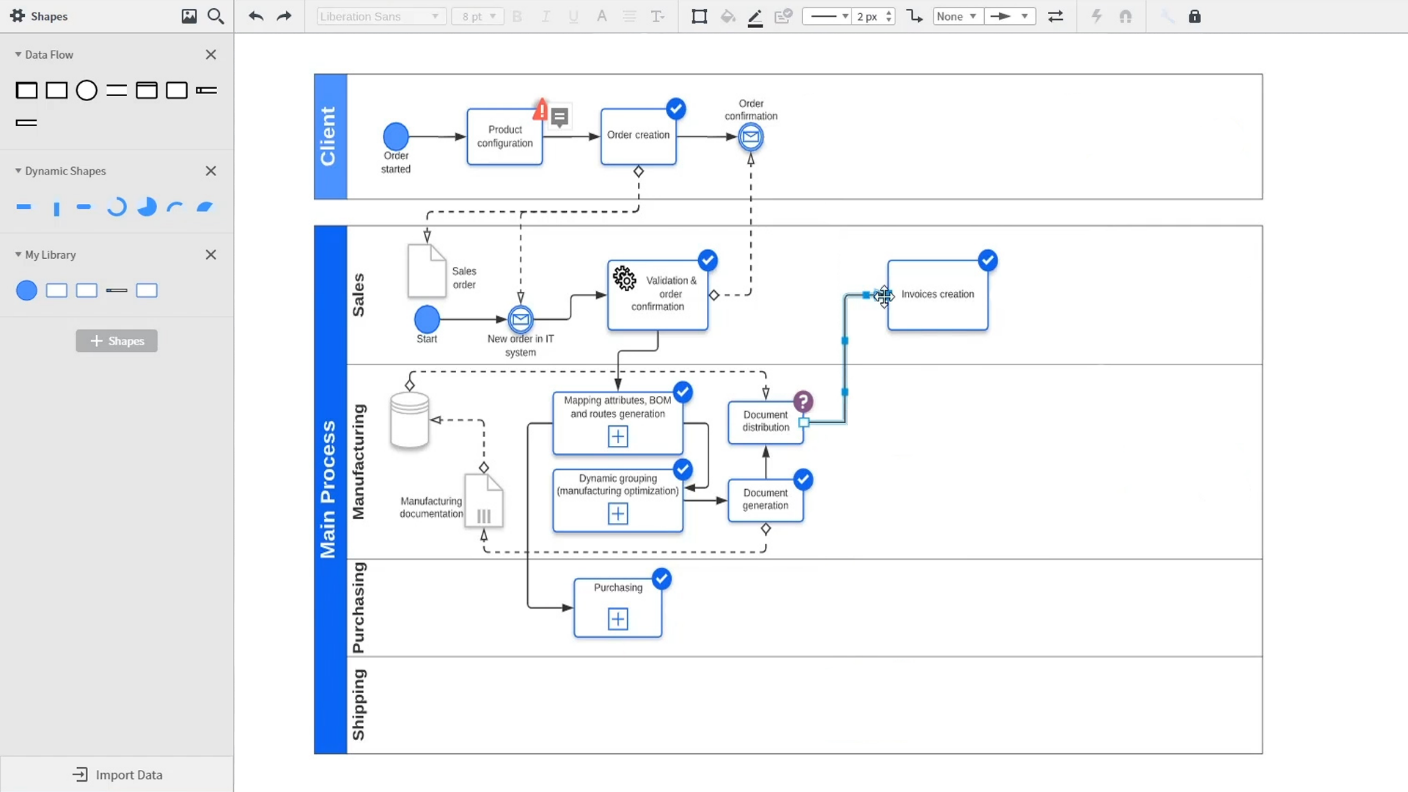 Shapes
Liberation Sans
8 pt
B
I
U
A
T
2 px
None
Data Flow
Dynamic Shapes
My Library
+ Shapes
Import Data
Client
Order
started
Product
configuration
!
Order creation
Order
confirmation
Main Process
Sales
Sales
order
Start
New order in IT
system
Validation &
order
confirmation
Invoices creation
Manufacturing
Manufacturing
documentation
Mapping attributes, BOM
and routes generation
Dynamic grouping
(manufacturing optimization)
?
Document
distribution
Document
generation
Purchasing
Purchasing
Shipping